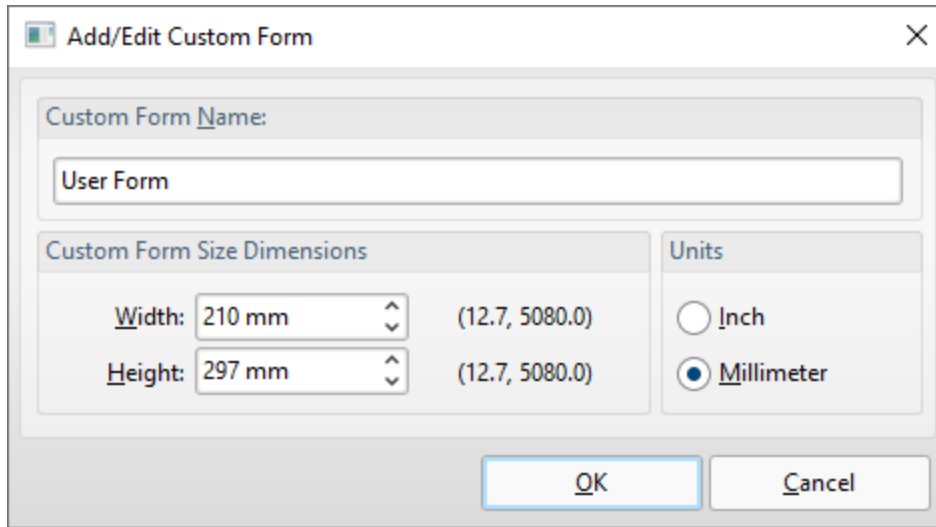 Add/Edit Custom Form
Custom Form Name:
User Form
Custom Form Size Dimensions
Width: 210 mm (12.7, 5080.0)
Height: 297 mm (12.7, 5080.0)
Units
Inch
Millimeter
OK Cancel